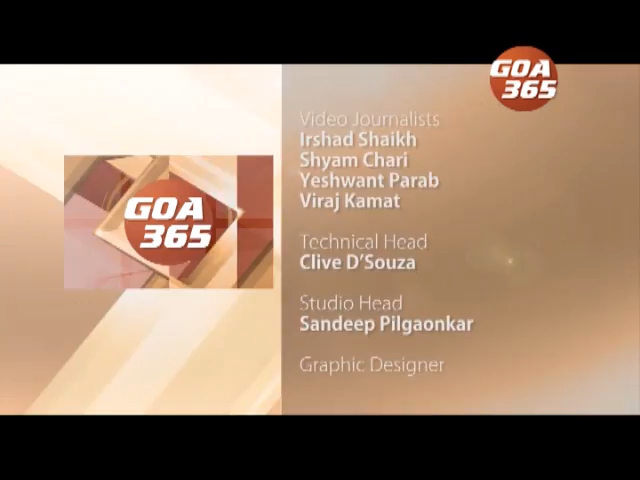 GOA
365
Video Journalists
Irshad Shaikh
Shyam Chari
Yeshwant Parab
Viraj Kamat
GOA
365
Technical Head
Clive D'Souza
Studio Head
Sandeep Pilgaonkar
Graphic Designer